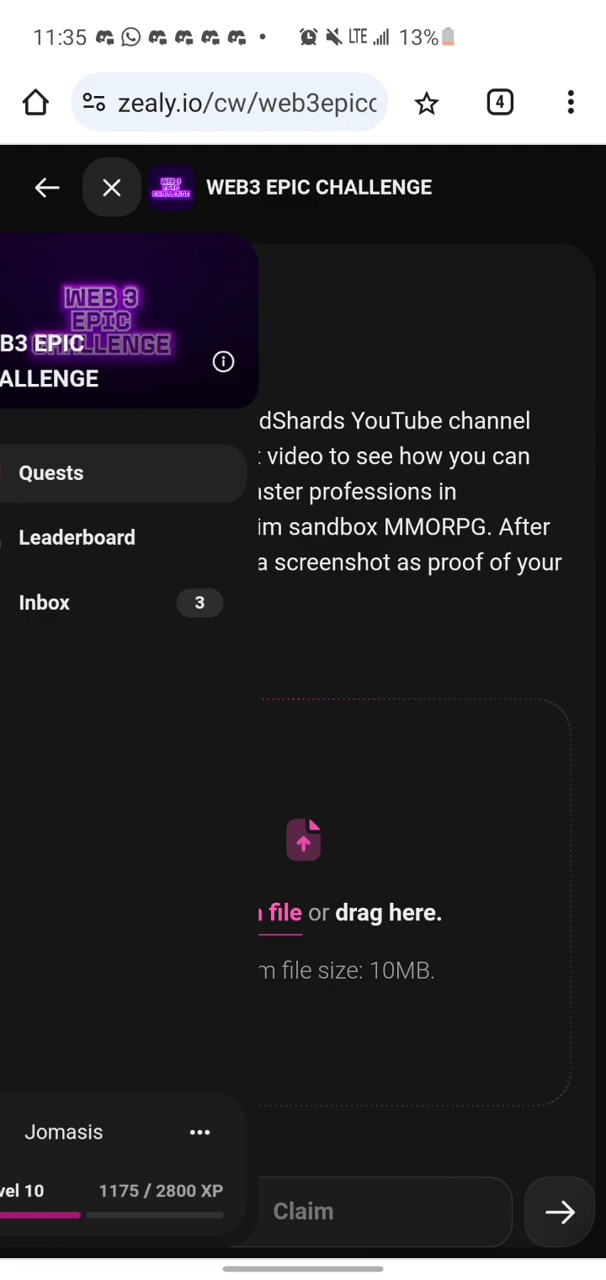 11:35 LTE 13%
zealy.io/cw/web3epicc 4
WEB3 EPIC CHALLENGE
WEB 3
EPIC
CHALLENGE
B3 EPIC
ALLENGE
dShards YouTube channel
video to see how you can
Quests
aster professions in
im sandbox MMORPG. After
Leaderboard
a screenshot as proof of your
Inbox 3
file or drag here.
m file size: 10MB.
Jomasis
vel 10 1175 / 2800 XP
Claim